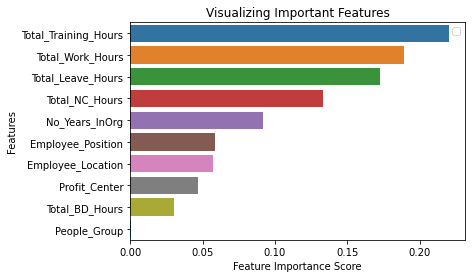 Visualizing Important Features
Total_Training_Hours
Total_Work_Hours
Total_Leave_Hours
Total_NC_Hours
No_Years_InOrg
Employee_Position
Employee_Location
Profit_Center
Total_BD_Hours
People_Group
Features
0.00 0.05 0.10 0.15 0.20
Feature Importance Score